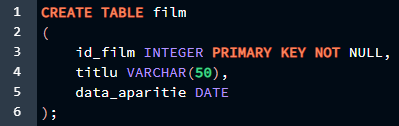 1 CREATE TABLE film
2 (
3 id_film INTEGER PRIMARY KEY NOT NULL,
4 titlu VARCHAR(50),
5 data_aparitie DATE
6 );